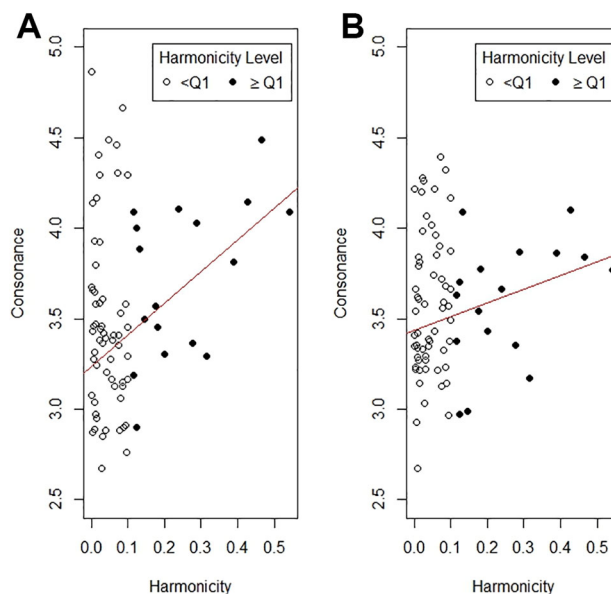 A
B
Harmonicity Level
<Q1 ≥ Q1
Harmonicity Level
<Q1 ≥ Q1
Consonance
5.0
4.5
4.0
3.5
3.0
2.5
0.0 0.1 0.2 0.3 0.4 0.5
Harmonicity
Consonance
5.0
4.5
4.0
3.5
3.0
2.5
0.0 0.1 0.2 0.3 0.4 0.5
Harmonicity